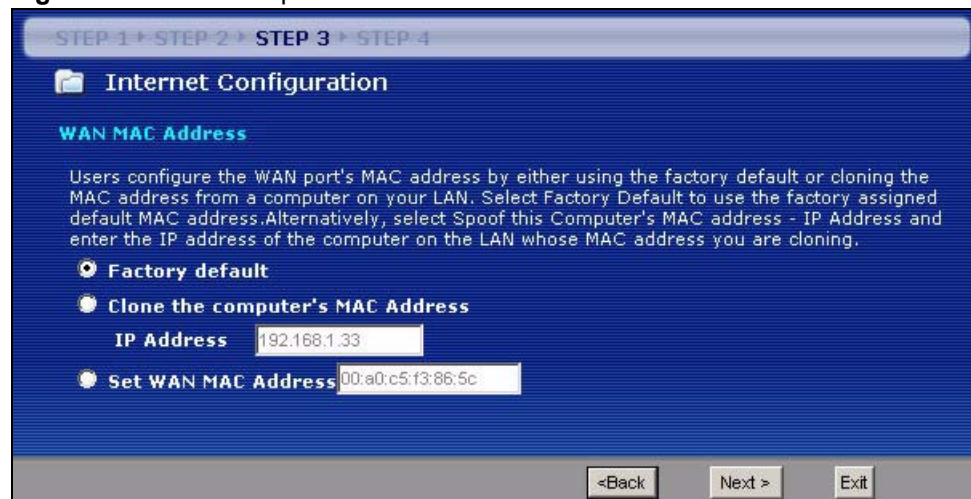 STEP 1 STEP 2 STEP 3 STEP 4
Internet Configuration
WAN MAC Address
Users configure the WAN port's MAC address by either using the factory default or cloning the
MAC address from a computer on your LAN. Select Factory Default to use the factory assigned
default MAC address.Alternatively, select Spoof this Computer's MAC address - IP Address and
enter the IP address of the computer on the LAN whose MAC address you are cloning.
Factory default
Clone the computer's MAC Address
IP Address 192.168.1.33
Set WAN MAC Address 00:a0:c5:f3:86:5c
<Back Next > Exit